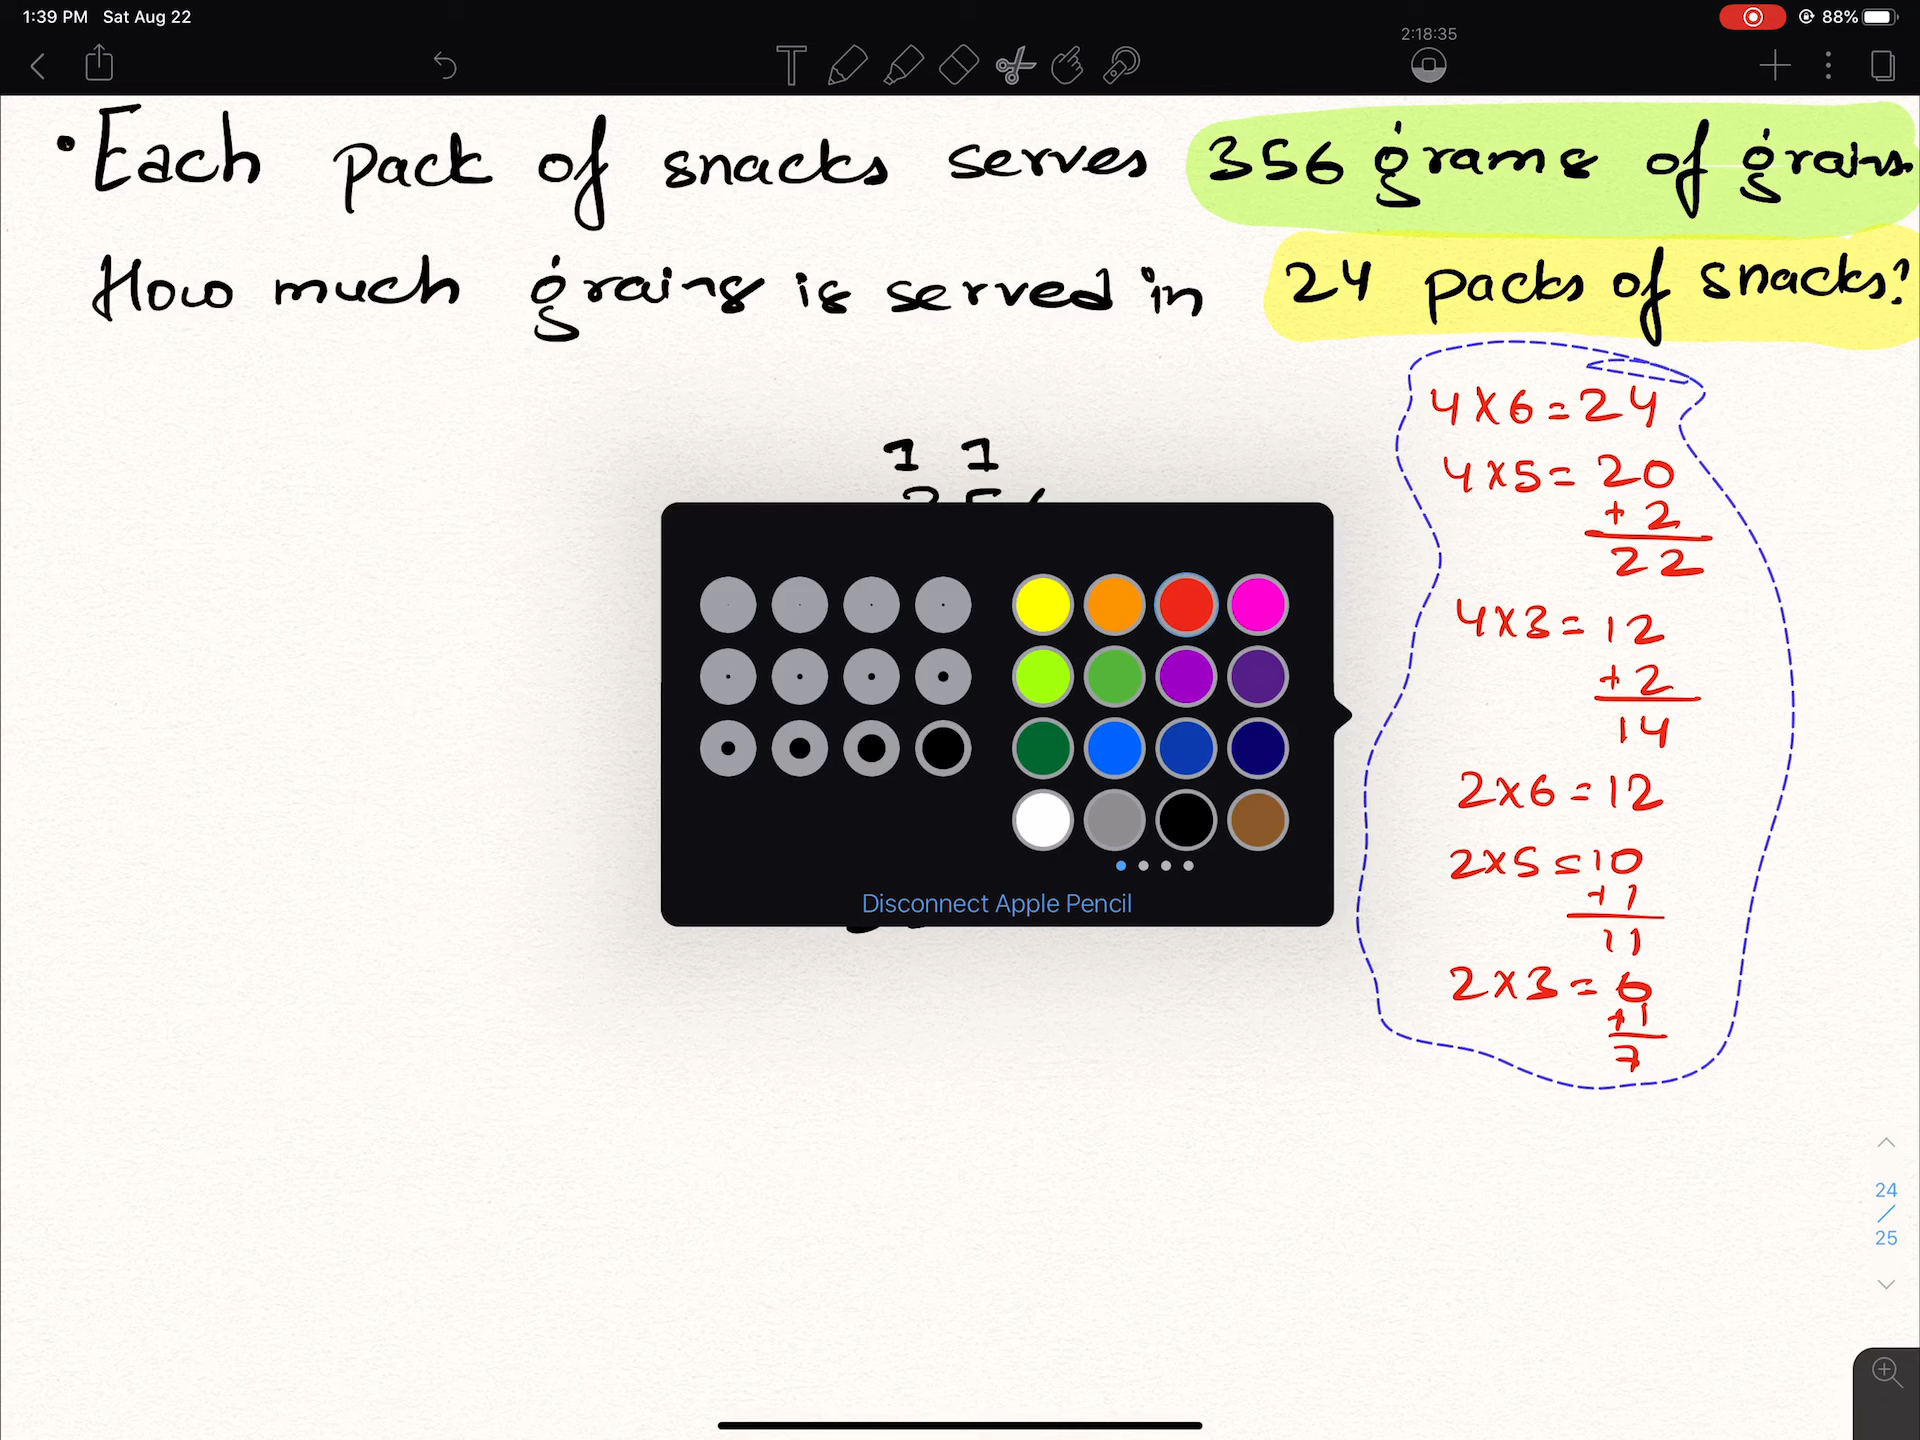 1:39 PM Sat Aug 22
88%
2:18:35
T
• Each pack of snacks serves 356 grams of grains.
How much grains is served in 24 packs of snacks?
1 1
4x6=24
4x5=20
+2
22
4x3=12
+2
14
2x6=12
2x5=10
+1
11
2x3=6
+1
7
Disconnect Apple Pencil
24
/
25